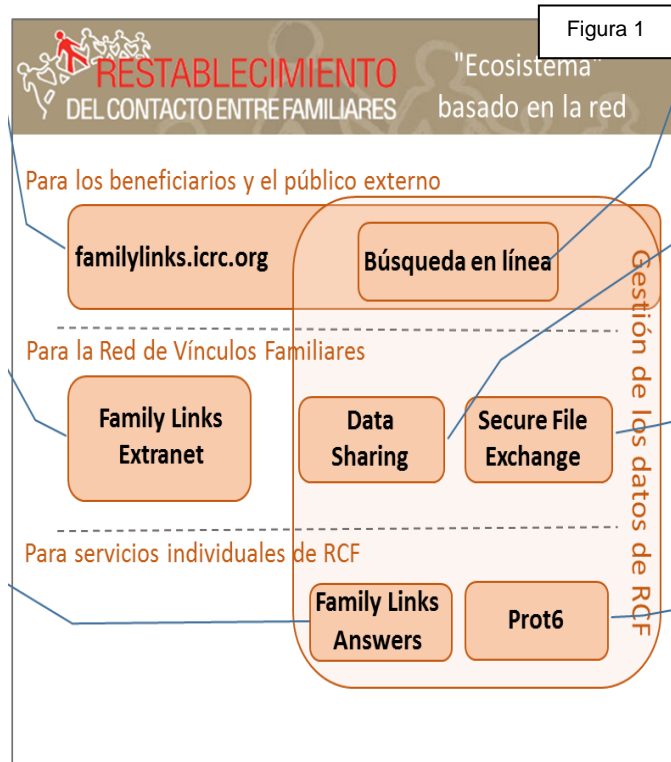 Figura 1
RESTABLECIMIENTO
DEL CONTACTO ENTRE FAMILIARES
"Ecosistema"
basado en la red
Para los beneficiarios y el público externo
familylinks.icrc.org
Búsqueda en línea
Gestión de los datos de RCF
Para la Red de Vínculos Familiares
Family Links
Extranet
Data
Sharing
Secure File
Exchange
Para servicios individuales de RCF
Family Links
Answers
Prot6